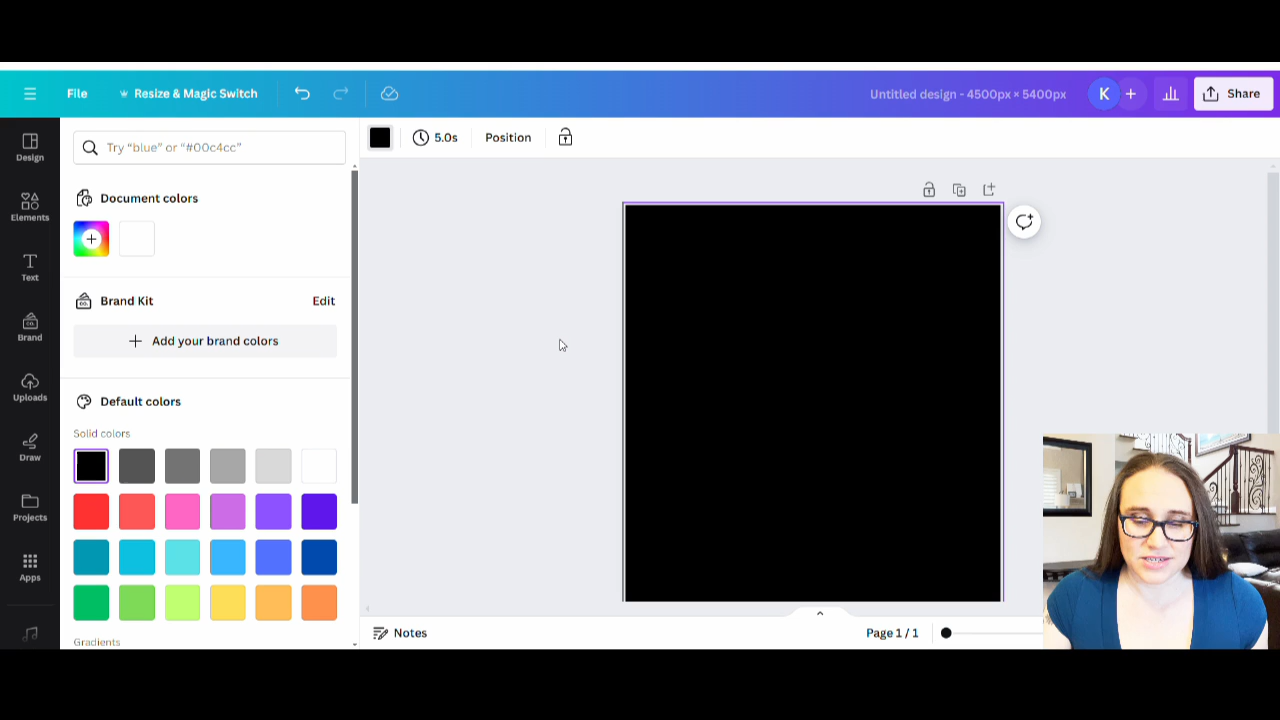 File
Resize & Magic Switch
Untitled design - 4500px × 5400px
K
Share
Design
Elements
Text
Brand
Uploads
Draw
Projects
Apps
Try “blue” or “#00c4cc”
Document colors
Brand Kit
Edit
CO.
Add your brand colors
Default colors
Solid colors
Gradients
5.0s
Position
Notes
Page 1 / 1